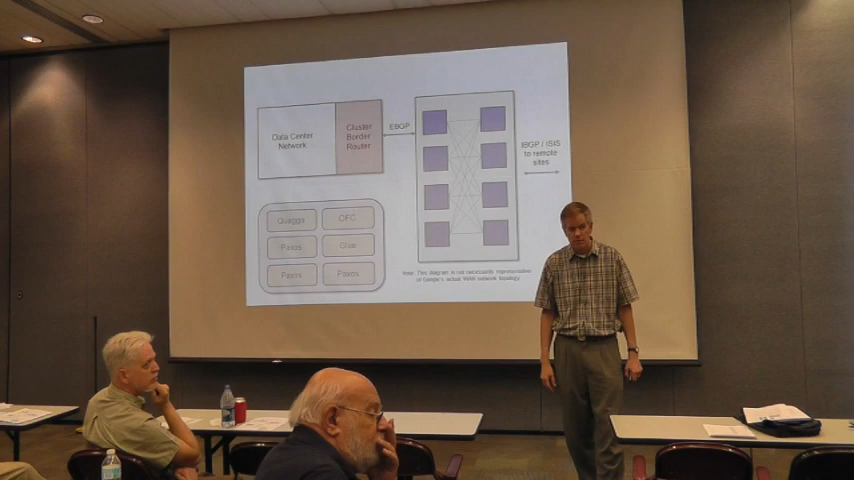 Data Center
Network
Cluster
Border
Router
EBGP
IBGP / ISIS
to remote
sites
Quagga
OFC
Paxos
Glue
Paxos
Paxos
Note: This diagram is not necessarily representative
of Google's actual WAN network topology